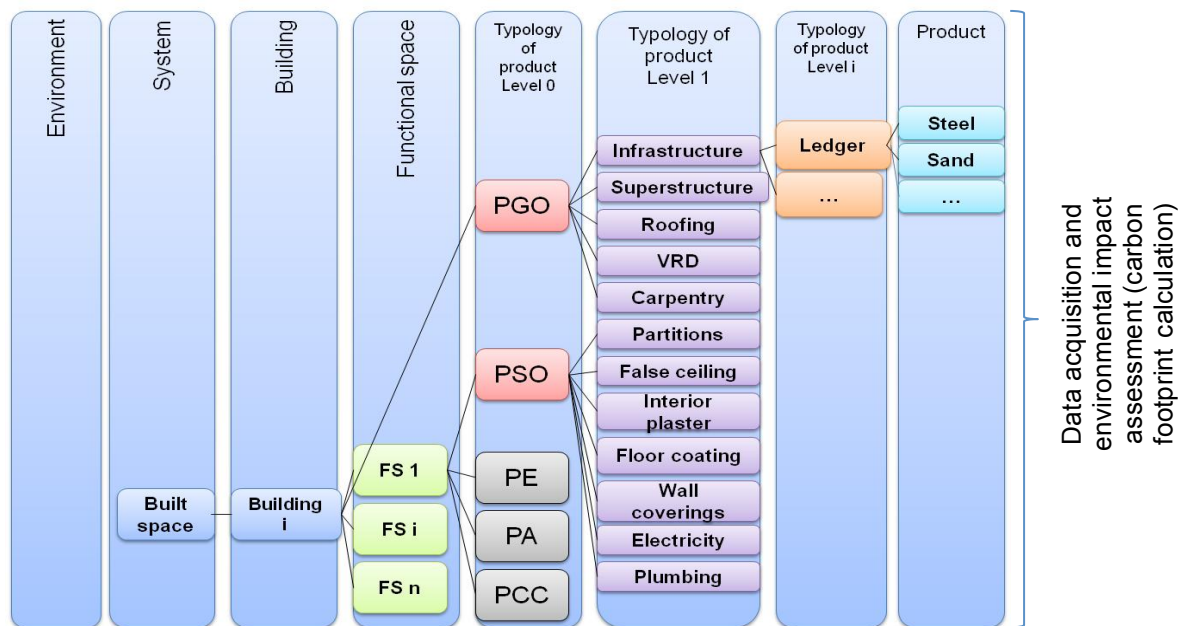 Environment
System
Building
Functional space
Typology
of
product
Level 0
Typology of
product
Level 1
Typology
of product
Level i
Product
Built
space
Building
i
FS 1
FS i
FS n
PGO
PSO
PE
PA
PCC
Infrastructure
Superstructure
Roofing
VRD
Carpentry
Partitions
False ceiling
Interior
plaster
Floor coating
Wall
coverings
Electricity
Plumbing
Ledger
...
Steel
Sand
...
Data acquisition and
environmental impact
assessment (carbon
footprint calculation)